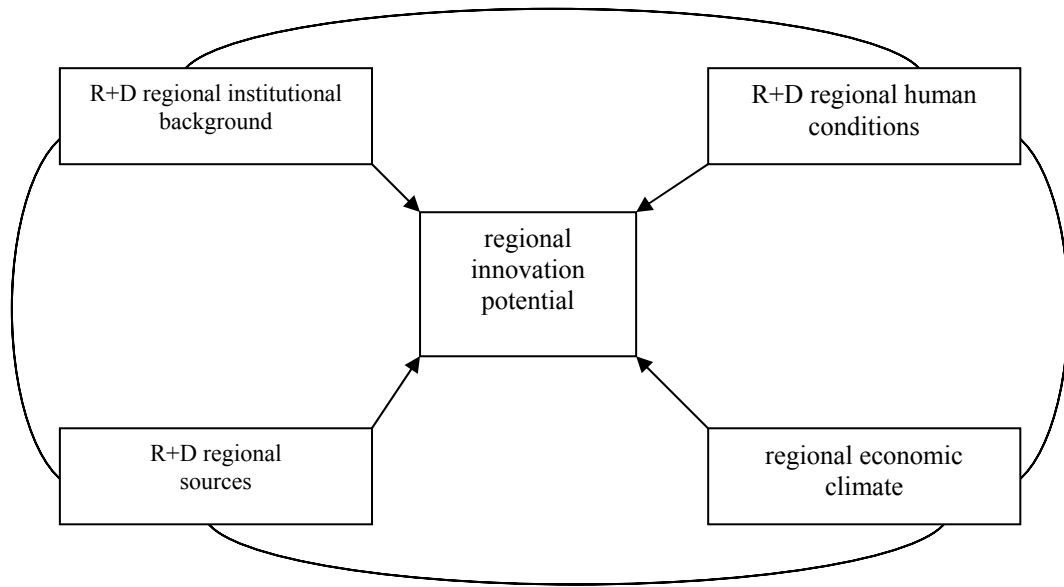 R+D regional institutional
background
R+D regional human
conditions
regional
innovation
potential
R+D regional
sources
regional economic
climate